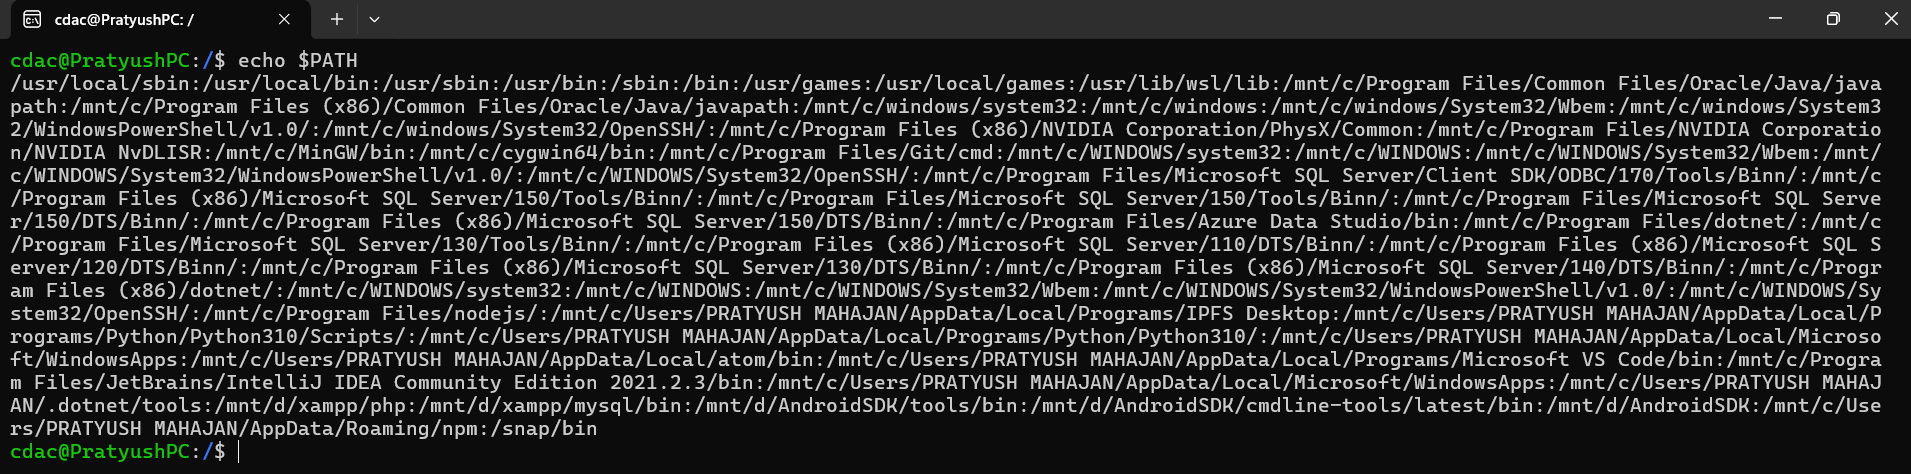 cdac@PratyushPC: /
cdac@PratyushPC:/$ echo $PATH
/usr/local/sbin:/usr/local/bin:/usr/sbin:/usr/bin:/sbin:/bin:/usr/games:/usr/local/games:/usr/lib/wsl/lib:/mnt/c/Program Files/Common Files/Oracle/Java/java
path:/mnt/c/Program Files (x86)/Common Files/Oracle/Java/javapath:/mnt/c/windows/system32:/mnt/c/windows:/mnt/c/windows/System32/Wbem:/mnt/c/windows/System3
2/WindowsPowerShell/v1.0/:/mnt/c/windows/System32/OpenSSH/:/mnt/c/Program Files (x86)/NVIDIA Corporation/PhysX/Common:/mnt/c/Program Files/NVIDIA Corporatio
n/NVIDIA NvDLISR:/mnt/c/MinGW/bin:/mnt/c/cygwin64/bin:/mnt/c/Program Files/Git/cmd:/mnt/c/WINDOWS/system32:/mnt/c/WINDOWS:/mnt/c/WINDOWS/System32/Wbem:/mnt/
c/WINDOWS/System32/WindowsPowerShell/v1.0/:/mnt/c/WINDOWS/System32/OpenSSH/:/mnt/c/Program Files/Microsoft SQL Server/Client SDK/ODBC/170/Tools/Binn/:/mnt/c
/Program Files (x86)/Microsoft SQL Server/150/Tools/Binn/:/mnt/c/Program Files/Microsoft SQL Server/150/Tools/Binn/:/mnt/c/Program Files/Microsoft SQL Serve
r/150/DTS/Binn/:/mnt/c/Program Files (x86)/Microsoft SQL Server/150/DTS/Binn/:/mnt/c/Program Files/Azure Data Studio/bin:/mnt/c/Program Files/dotnet/:/mnt/c
/Program Files/Microsoft SQL Server/130/Tools/Binn/:/mnt/c/Program Files (x86)/Microsoft SQL Server/110/DTS/Binn/:/mnt/c/Program Files (x86)/Microsoft SQL S
erver/120/DTS/Binn/:/mnt/c/Program Files (x86)/Microsoft SQL Server/130/DTS/Binn/:/mnt/c/Program Files (x86)/Microsoft SQL Server/140/DTS/Binn/:/mnt/c/Progr
am Files (x86)/dotnet/:/mnt/c/WINDOWS/system32:/mnt/c/WINDOWS:/mnt/c/WINDOWS/System32/Wbem:/mnt/c/WINDOWS/System32/WindowsPowerShell/v1.0/:/mnt/c/WINDOWS/Sy
stem32/OpenSSH/:/mnt/c/Program Files/nodejs/:/mnt/c/Users/PRATYUSH MAHAJAN/AppData/Local/Programs/IPFS Desktop:/mnt/c/Users/PRATYUSH MAHAJAN/AppData/Local/P
rograms/Python/Python310/Scripts/:/mnt/c/Users/PRATYUSH MAHAJAN/AppData/Local/Programs/Python/Python310/:/mnt/c/Users/PRATYUSH MAHAJAN/AppData/Local/Microso
ft/WindowsApps:/mnt/c/Users/PRATYUSH MAHAJAN/AppData/Local/atom/bin:/mnt/c/Users/PRATYUSH MAHAJAN/AppData/Local/Programs/Microsoft VS Code/bin:/mnt/c/Progra
m Files/JetBrains/IntelliJ IDEA Community Edition 2021.2.3/bin:/mnt/c/Users/PRATYUSH MAHAJAN/AppData/Local/Microsoft/WindowsApps:/mnt/c/Users/PRATYUSH MAHAJ
AN/.dotnet/tools:/mnt/d/xampp/php:/mnt/d/xampp/mysql/bin:/mnt/d/AndroidSDK/tools/bin:/mnt/d/AndroidSDK/cmdline-tools/latest/bin:/mnt/d/AndroidSDK:/mnt/c/Use
rs/PRATYUSH MAHAJAN/AppData/Roaming/npm:/snap/bin
cdac@PratyushPC:/$